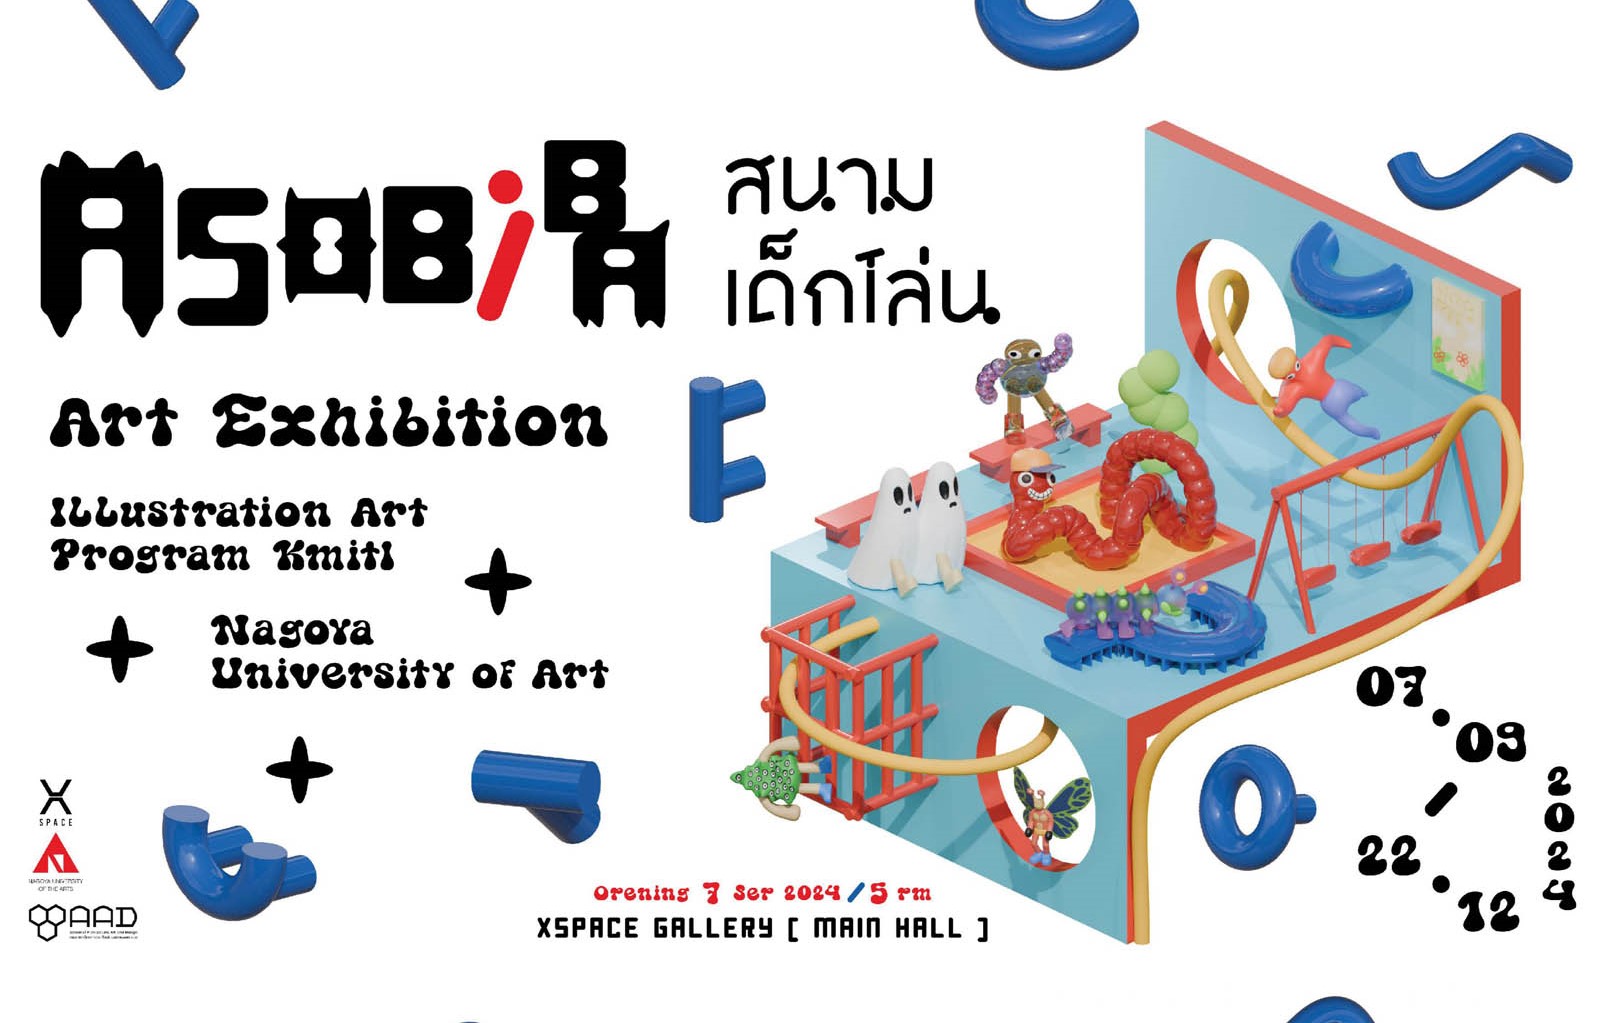 ASOBiBA
สนาม
เด็กเล่น
Art Exhibition
Illustration Art
Program Kmitl
Nagoya
University of Art
X
SPACE
NAGOYA UNIVERSITY
OF THE ARTS
AAD
Opening 7 Sep 2024 / 5 pm
XSPACE GALLERY [ MAIN HALL ]
07.09
/
22.12
2024